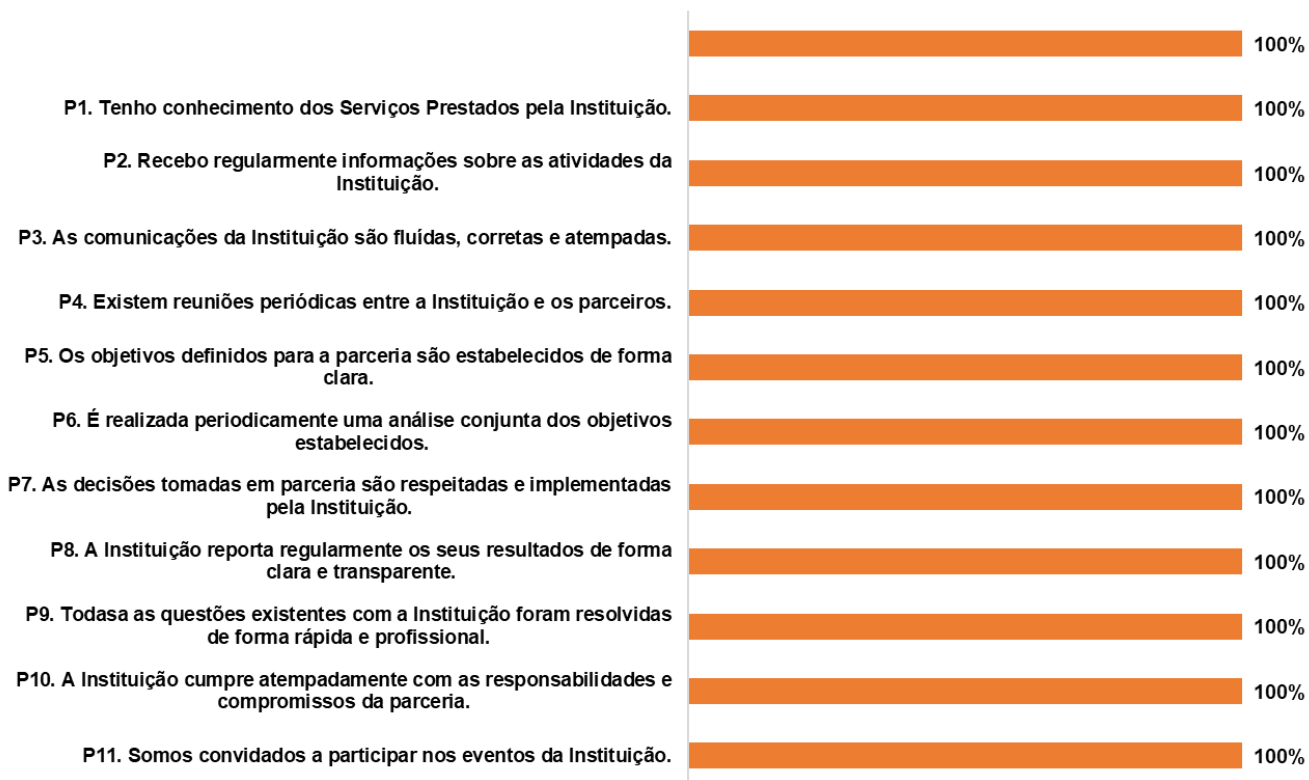 100%
P1. Tenho conhecimento dos Serviços Prestados pela Instituição.
100%
P2. Recebo regularmente informações sobre as atividades da
Instituição.
100%
P3. As comunicações da Instituição são fluídas, corretas e atempadas.
100%
P4. Existem reuniões periódicas entre a Instituição e os parceiros.
100%
P5. Os objetivos definidos para a parceria são estabelecidos de forma
clara.
100%
P6. É realizada periodicamente uma análise conjunta dos objetivos
estabelecidos.
100%
P7. As decisões tomadas em parceria são respeitadas e implementadas
pela Instituição.
100%
P8. A Instituição reporta regularmente os seus resultados de forma
clara e transparente.
100%
P9. Todasa as questões existentes com a Instituição foram resolvidas
de forma rápida e profissional.
100%
P10. A Instituição cumpre atempadamente com as responsabilidades e
compromissos da parceria.
100%
P11. Somos convidados a participar nos eventos da Instituição.
100%